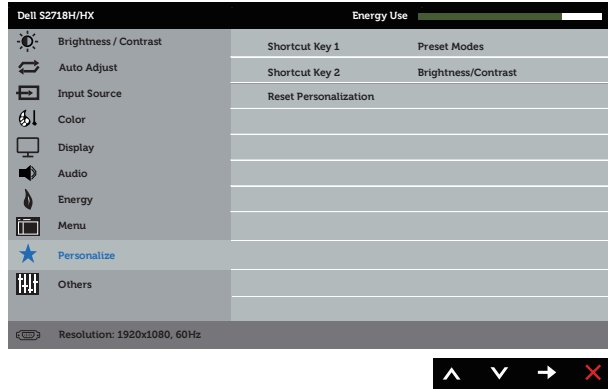 Dell S2718H/HX Energy Use
Brightness / Contrast
Auto Adjust
Input Source
Color
Display
Audio
Energy
Menu
Personalize
Others
Shortcut Key 1 Preset Modes
Shortcut Key 2 Brightness/Contrast
Reset Personalization
Resolution: 1920x1080, 60Hz